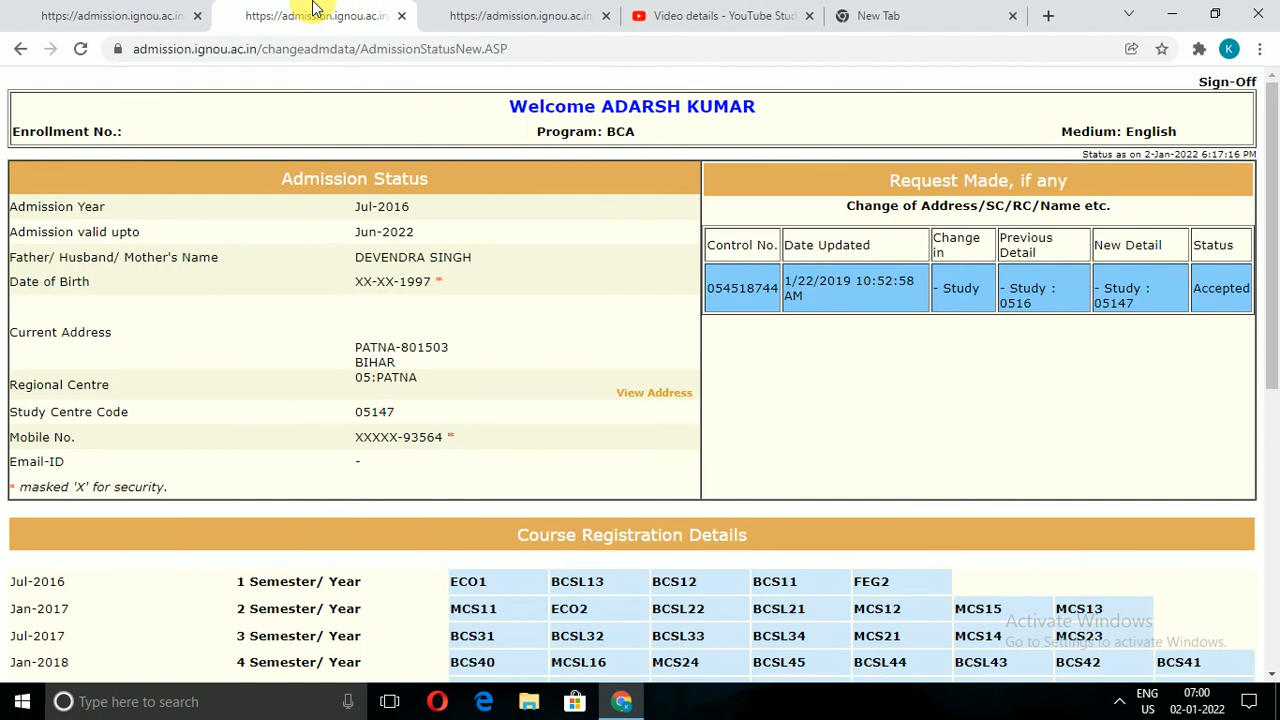 https://admission.ignou.ac.in
https://admission.ignou.ac.in
https://admission.ignou.ac.in
Video details - YouTube Stud
New Tab
admission.ignou.ac.in/changeadmdata/AdmissionStatusNew.ASP
K
Sign-Off
Welcome ADARSH KUMAR
Enrollment No.: Program: BCA Medium: English
Status as on 2-Jan-2022 6:17:16 PM
Admission Status
Admission Year Jul-2016
Admission valid upto Jun-2022
Father/ Husband/ Mother's Name DEVENDRA SINGH
Date of Birth XX-XX-1997 *
Current Address
PATNA-801503
BIHAR
Regional Centre 05:PATNA
View Address
Study Centre Code 05147
Mobile No. XXXXX-93564 *
Email-ID -
* masked 'X' for security.
Request Made, if any
Change of Address/SC/RC/Name etc.
Control No. Date Updated Change in Previous Detail New Detail Status
054518744 1/22/2019 10:52:58 AM - Study - Study : 0516 - Study : 05147 Accepted
Course Registration Details
Jul-2016 1 Semester/ Year ECO1 BCSL13 BCS12 BCS11 FEG2
Jan-2017 2 Semester/ Year MCS11 ECO2 BCSL22 BCSL21 MCS12 MCS15 MCS13
Jul-2017 3 Semester/ Year BCS31 BCSL32 BCSL33 BCSL34 MCS21 MCS14 MCS23
Jan-2018 4 Semester/ Year BCS40 MCSL16 MCS24 BCSL45 BCSL44 BCSL43 BCS42 BCS41
Activate Windows
Go to Settings to activate Windows.
Type here to search
ENG
US
07:00
02-01-2022